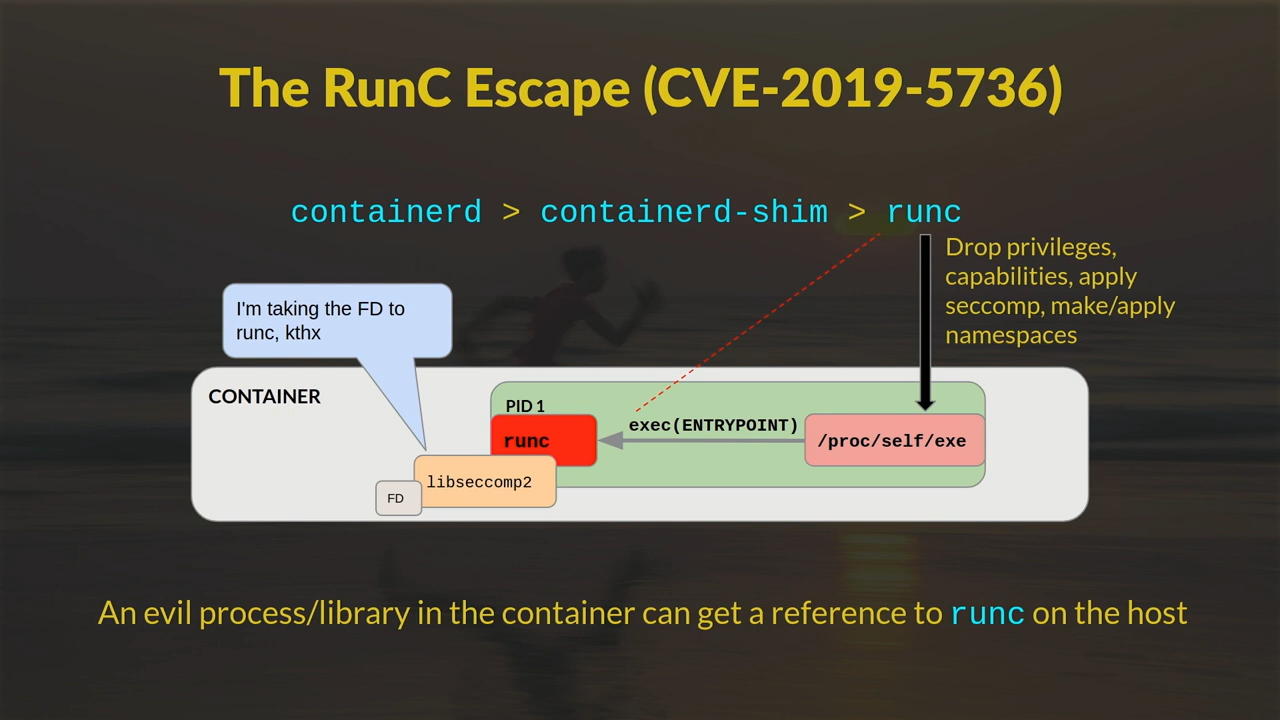 The RunC Escape (CVE-2019-5736)
containerd > containerd-shim > runc
Drop privileges,
capabilities, apply
seccomp, make/apply
namespaces
I'm taking the FD to
runc, kthx
CONTAINER
PID 1
exec(ENTRYPOINT)
runc
/proc/self/exe
libseccomp2
FD
An evil process/library in the container can get a reference to runc on the host